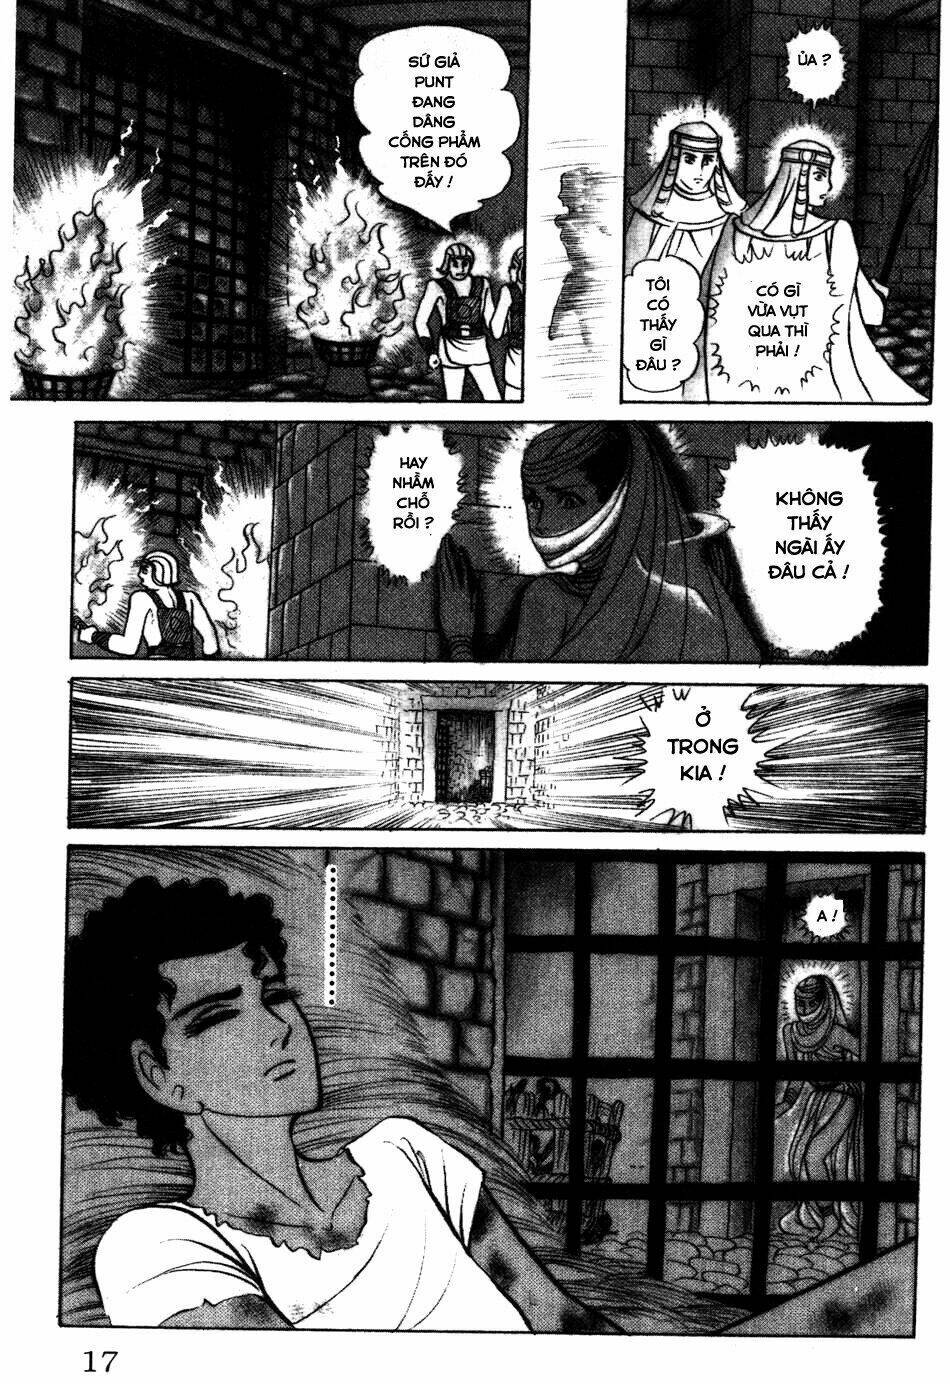 SỨ GIẢ
PUNT
ĐANG
DÂNG
CỐNG PHẨM
TRÊN ĐÓ
ĐẤY !
ỦA ?
TÔI
CÓ
THẤY
GÌ
ĐÂU ?
CÓ GÌ
VỪA VỤT
QUA THÌ
PHẢI !
HAY
NHẦM
CHỖ
RỒI ?
KHÔNG
THẤY
NGÀI ẤY
ĐÂU CẢ !
Ở
TRONG
KIA !
A !
17